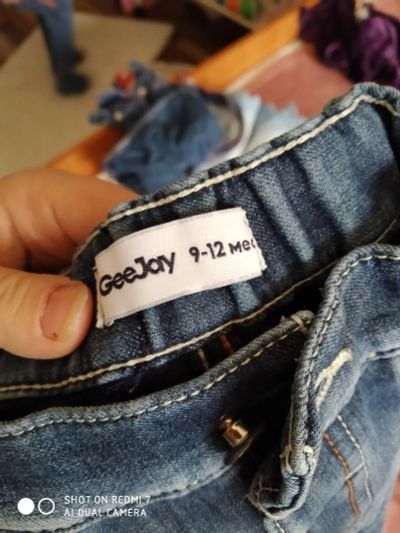 GeeJay 9-12 мес
SHOT ON REDMI 7
AI DUAL CAMERA